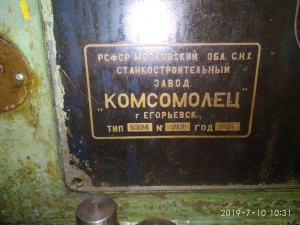 РСФСР МОСКОВСКИЙ ОБЛ. С.Н.Х.
СТАНКОСТРОИТЕЛЬНЫЙ
ЗАВОД
"КОМСОМОЛЕЦ"
г ЕГОРЬЕВСК.
ТИП 5324 № ГОД
2019-7-10 10:31